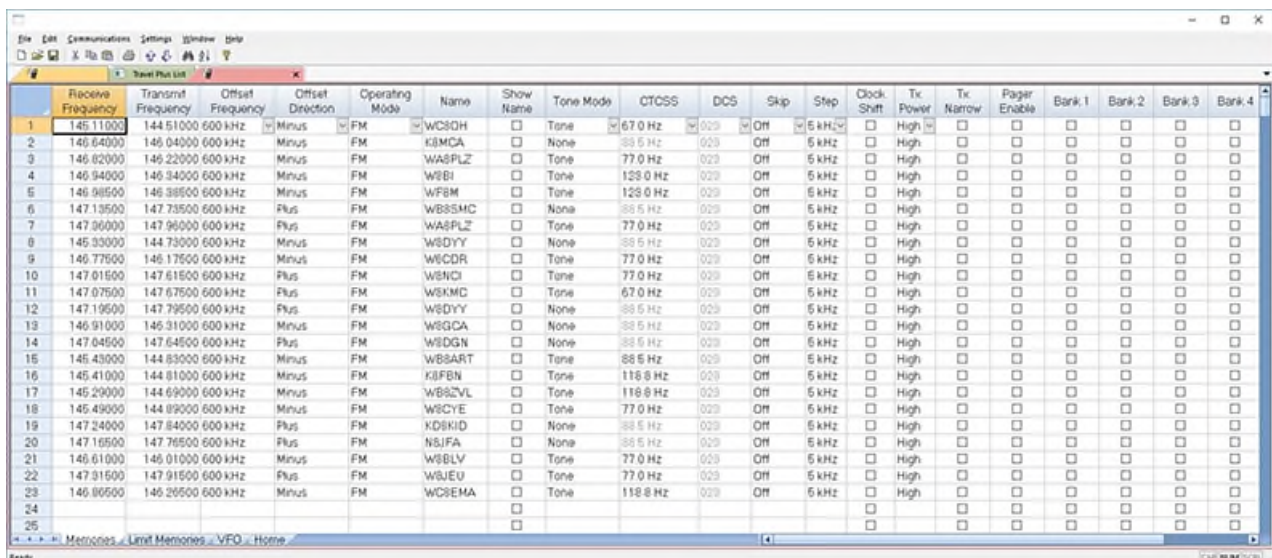 File Edit Communications Settings Window Help
Travel Plus List
Receive Frequency Transmit Frequency Offset Frequency Offset Direction Operating Mode Name Show Name Tone Mode CTCSS DCS Skip Step Clock Shift Tx Power Tx Narrow Pager Enable Bank 1 Bank 2 Bank 3 Bank 4
1 145.11000 144.51000 600 kHz Minus FM WC8OH Tone 67.0 Hz 023 Off 5 kHz High
2 146.64000 146.04000 600 kHz Minus FM K8MCA None 88.5 Hz 023 Off 5 kHz High
3 146.82000 146.22000 600 kHz Minus FM WA8PLZ Tone 77.0 Hz 023 Off 5 kHz High
4 146.94000 146.34000 600 kHz Minus FM W8BI Tone 123.0 Hz 023 Off 5 kHz High
5 146.98500 146.38500 600 kHz Minus FM WF8M Tone 123.0 Hz 023 Off 5 kHz High
6 147.13500 147.73500 600 kHz Plus FM WB8SMC None 88.5 Hz 023 Off 5 kHz High
7 147.36000 147.96000 600 kHz Plus FM WA8PLZ Tone 77.0 Hz 023 Off 5 kHz High
8 145.33000 144.73000 600 kHz Minus FM W8DYY None 88.5 Hz 023 Off 5 kHz High
9 146.77500 146.17500 600 kHz Minus FM W8CDR Tone 77.0 Hz 023 Off 5 kHz High
10 147.01500 147.61500 600 kHz Plus FM W8NCI Tone 77.0 Hz 023 Off 5 kHz High
11 147.07500 147.67500 600 kHz Plus FM W8KMC Tone 67.0 Hz 023 Off 5 kHz High
12 147.19500 147.79500 600 kHz Plus FM W8DYY None 88.5 Hz 023 Off 5 kHz High
13 146.91000 146.31000 600 kHz Minus FM W8GCA None 88.5 Hz 023 Off 5 kHz High
14 147.04500 147.64500 600 kHz Plus FM W8DGN None 88.5 Hz 023 Off 5 kHz High
15 145.43000 144.83000 600 kHz Minus FM WB8ART Tone 88.5 Hz 023 Off 5 kHz High
16 145.41000 144.81000 600 kHz Minus FM K8FBN Tone 118.8 Hz 023 Off 5 kHz High
17 145.29000 144.69000 600 kHz Minus FM WB8ZVL Tone 118.8 Hz 023 Off 5 kHz High
18 145.49000 144.89000 600 kHz Minus FM W8CYE Tone 77.0 Hz 023 Off 5 kHz High
19 147.24000 147.84000 600 kHz Plus FM KD8KID None 88.5 Hz 023 Off 5 kHz High
20 147.16500 147.76500 600 kHz Plus FM N8JFA None 88.5 Hz 023 Off 5 kHz High
21 146.61000 146.01000 600 kHz Minus FM W8BLV Tone 77.0 Hz 023 Off 5 kHz High
22 147.31500 147.91500 600 kHz Plus FM W8JEU Tone 77.0 Hz 023 Off 5 kHz High
23 146.86500 146.26500 600 kHz Minus FM WC8EMA Tone 118.8 Hz 023 Off 5 kHz High
24
25
Memories Limit Memories VFO Home
Ready NUM